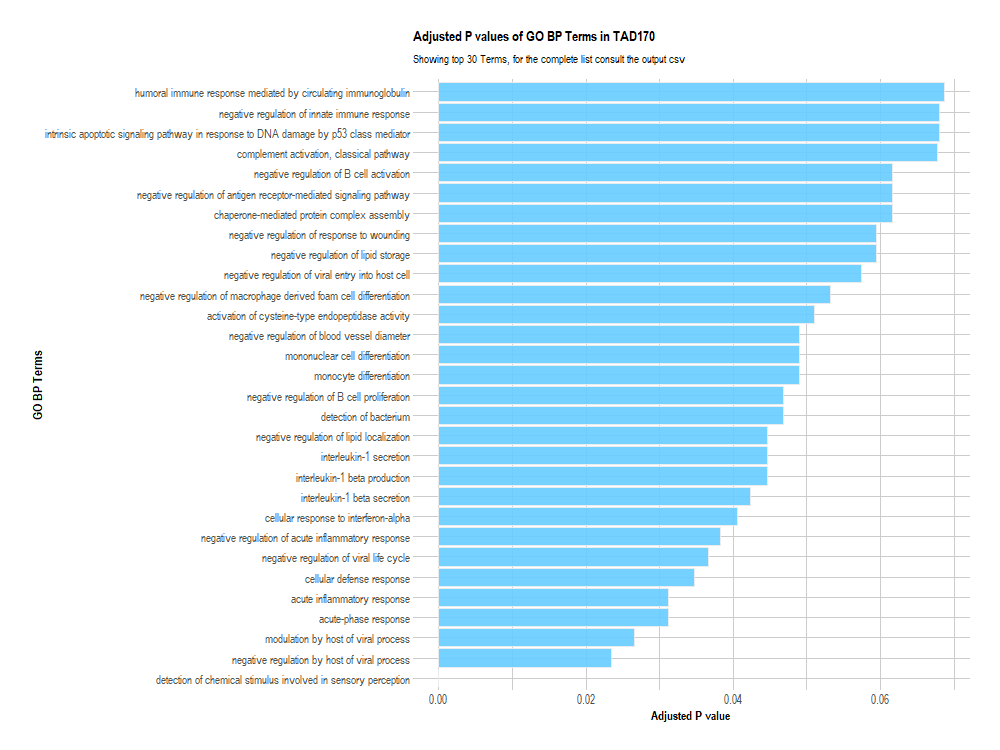 Adjusted P values of GO BP Terms in TAD170
Showing top 30 Terms, for the complete list consult the output csv
humoral immune response mediated by circulating immunoglobulin
negative regulation of innate immune response
intrinsic apoptotic signaling pathway in response to DNA damage by p53 class mediator
complement activation, classical pathway
negative regulation of B cell activation
negative regulation of antigen receptor-mediated signaling pathway
chaperone-mediated protein complex assembly
negative regulation of response to wounding
negative regulation of lipid storage
negative regulation of viral entry into host cell
negative regulation of macrophage derived foam cell differentiation
activation of cysteine-type endopeptidase activity
negative regulation of blood vessel diameter
mononuclear cell differentiation
monocyte differentiation
negative regulation of B cell proliferation
detection of bacterium
negative regulation of lipid localization
interleukin-1 secretion
interleukin-1 beta production
interleukin-1 beta secretion
cellular response to interferon-alpha
negative regulation of acute inflammatory response
negative regulation of viral life cycle
cellular defense response
acute inflammatory response
acute-phase response
modulation by host of viral process
negative regulation by host of viral process
detection of chemical stimulus involved in sensory perception
GO BP Terms
0.00 0.02 0.04 0.06
Adjusted P value